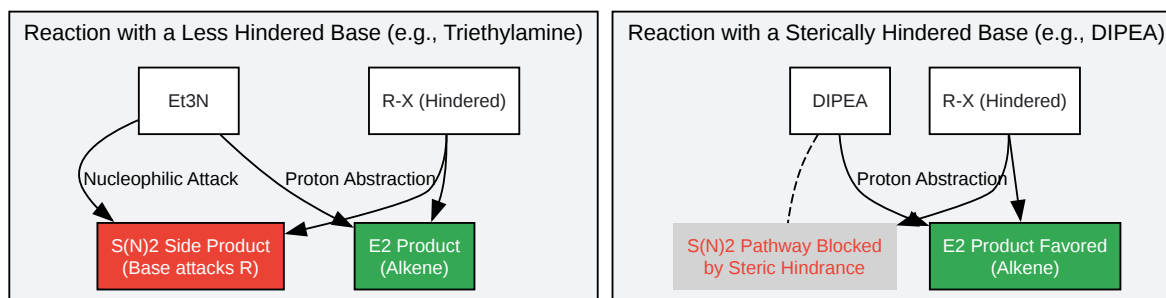 Reaction with a Less Hindered Base (e.g., Triethylamine)
Et3N
R-X (Hindered)
Nucleophilic Attack
Proton Abstraction
S(N)2 Side Product
(Base attacks R)
E2 Product
(Alkene)
Reaction with a Sterically Hindered Base (e.g., DIPEA)
DIPEA
R-X (Hindered)
Proton Abstraction
S(N)2 Pathway Blocked
by Steric Hindrance
E2 Product Favored
(Alkene)